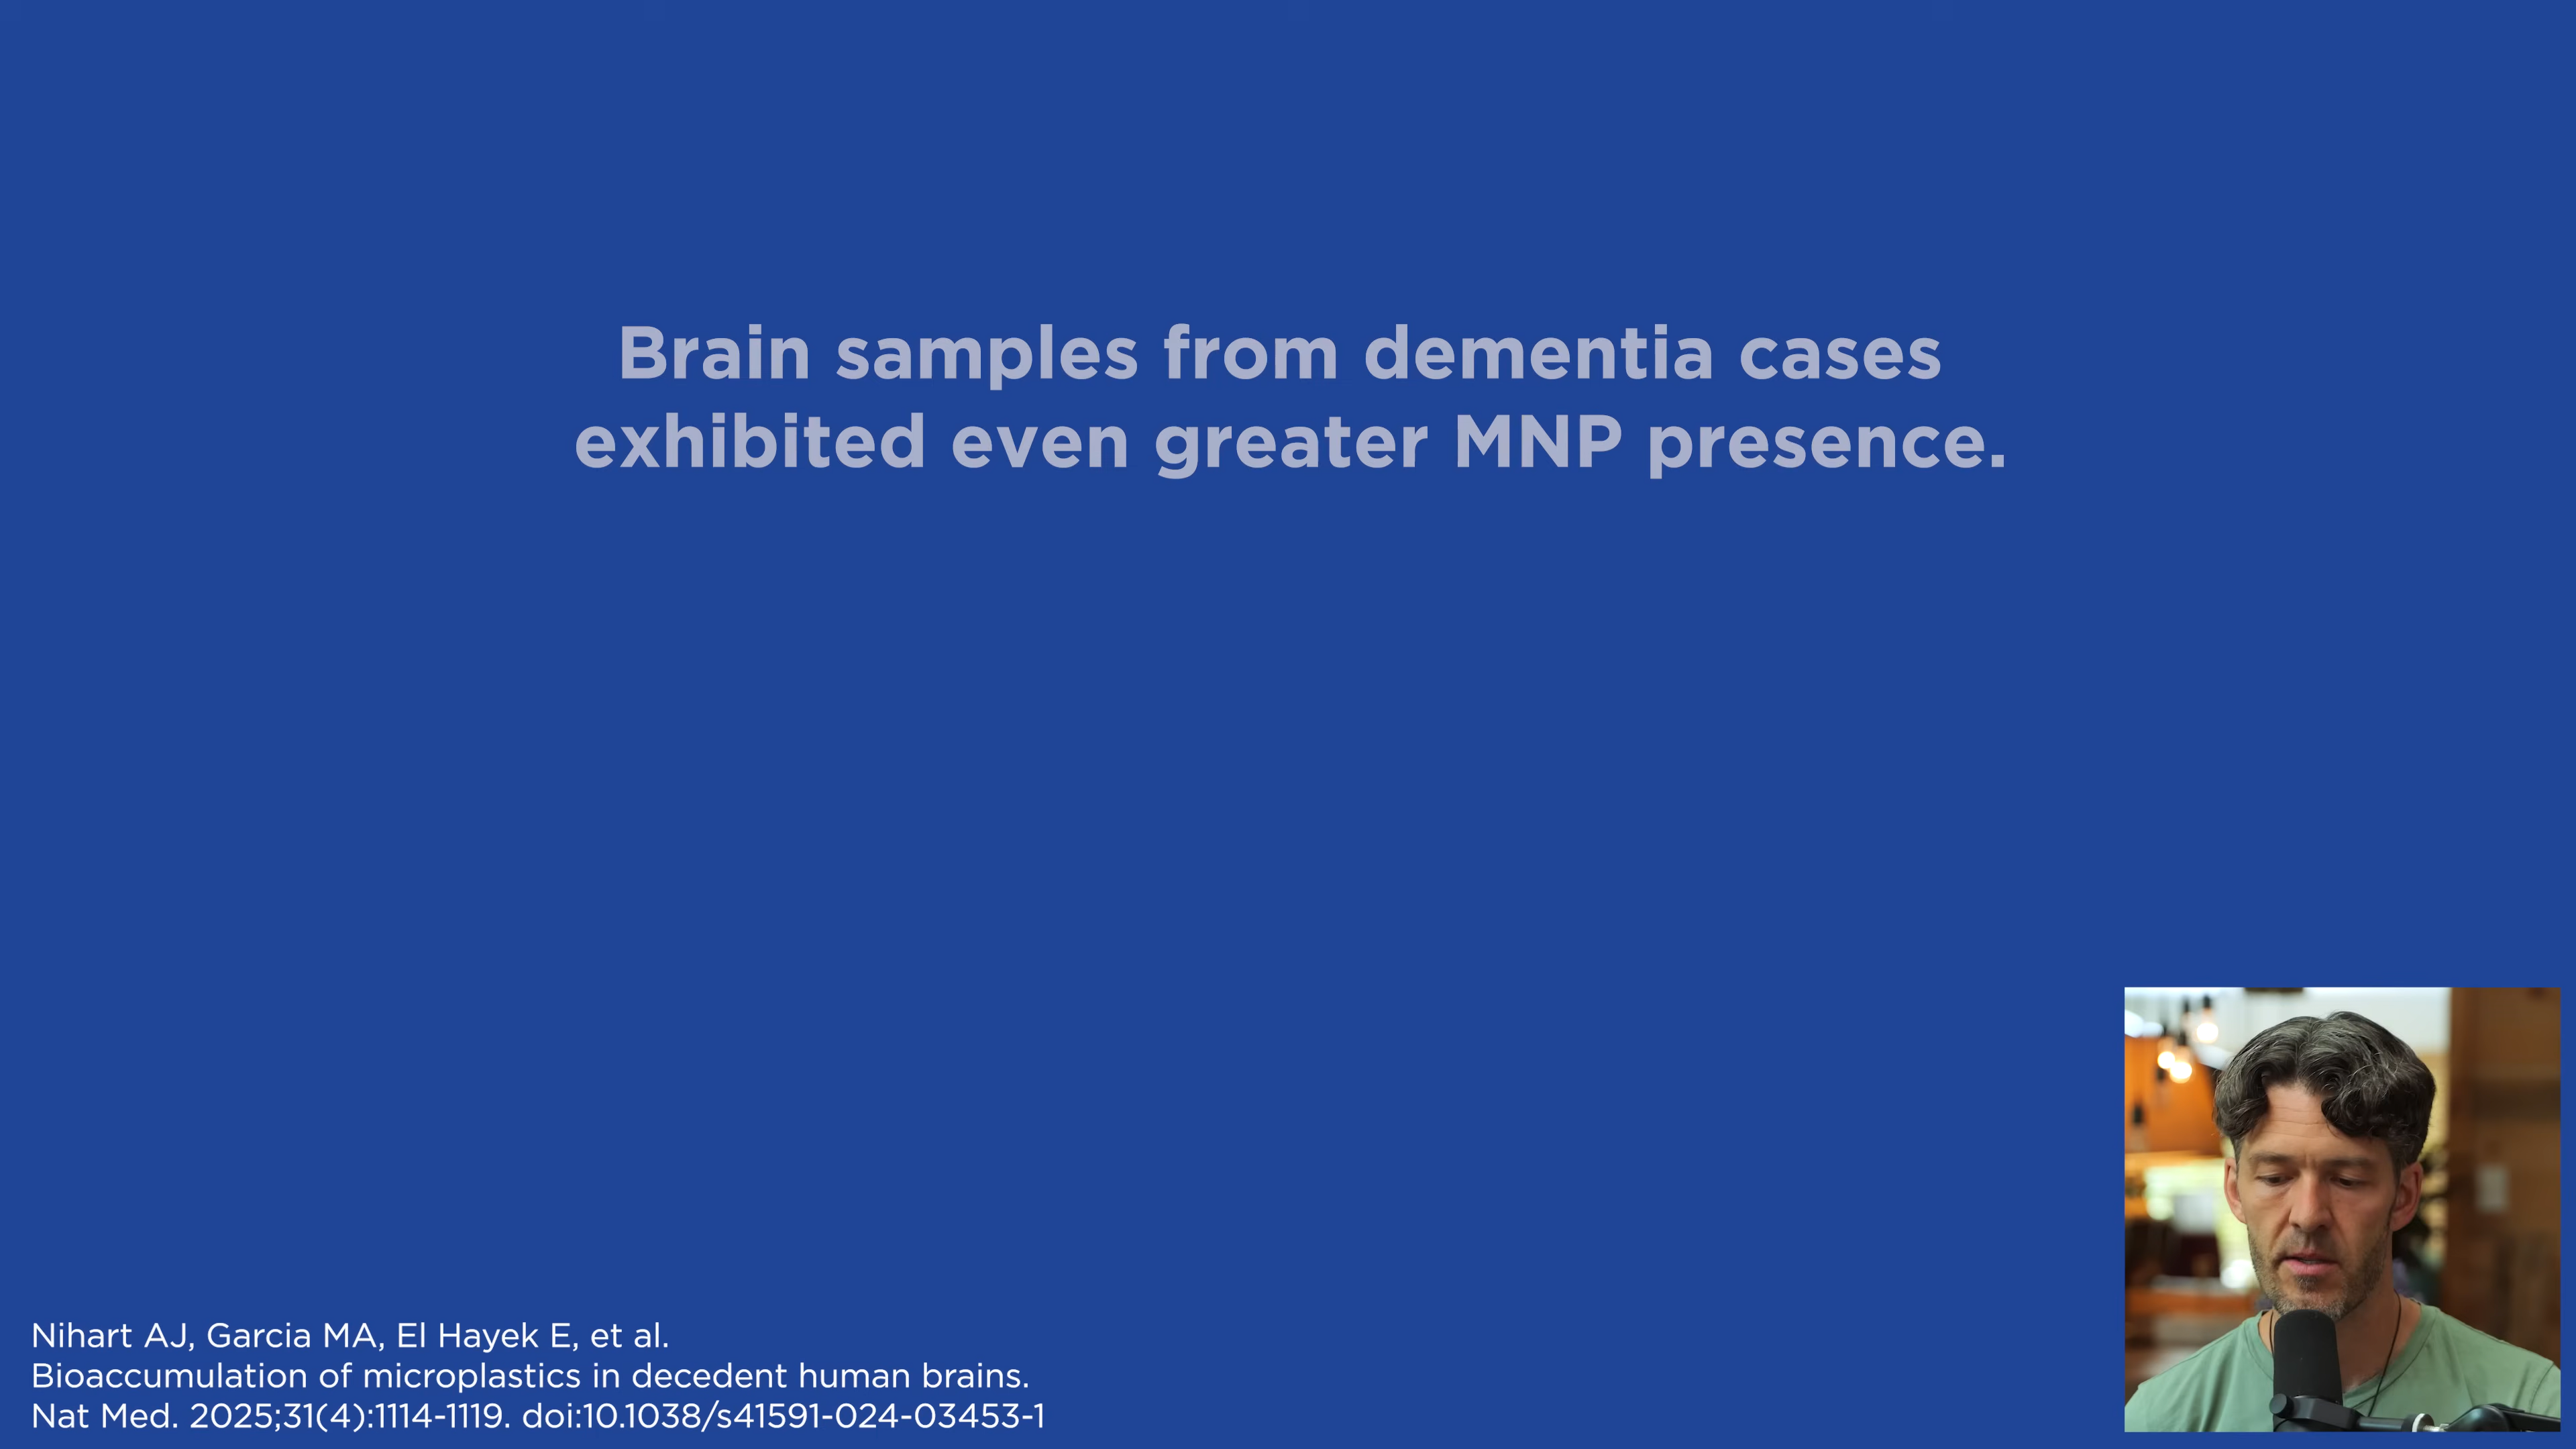 Brain samples from dementia cases
exhibited even greater MNP presence.
Nihart AJ, Garcia MA, El Hayek E, et al.
Bioaccumulation of microplastics in decedent human brains.
Nat Med. 2025;31(4):1114-1119. doi:10.1038/s41591-024-03453-1